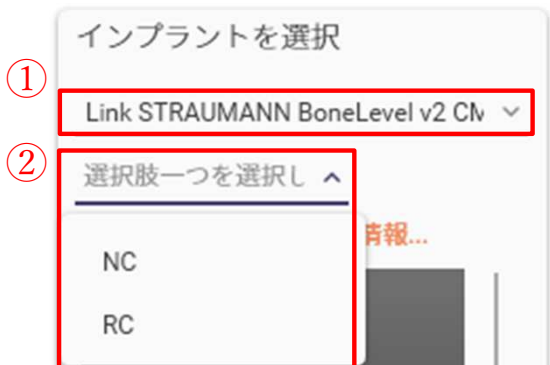 インプラントを選択
①
Link STRAUMANN BoneLevel v2 CM
②
選択肢一つを選択し
情報...
NC
RC